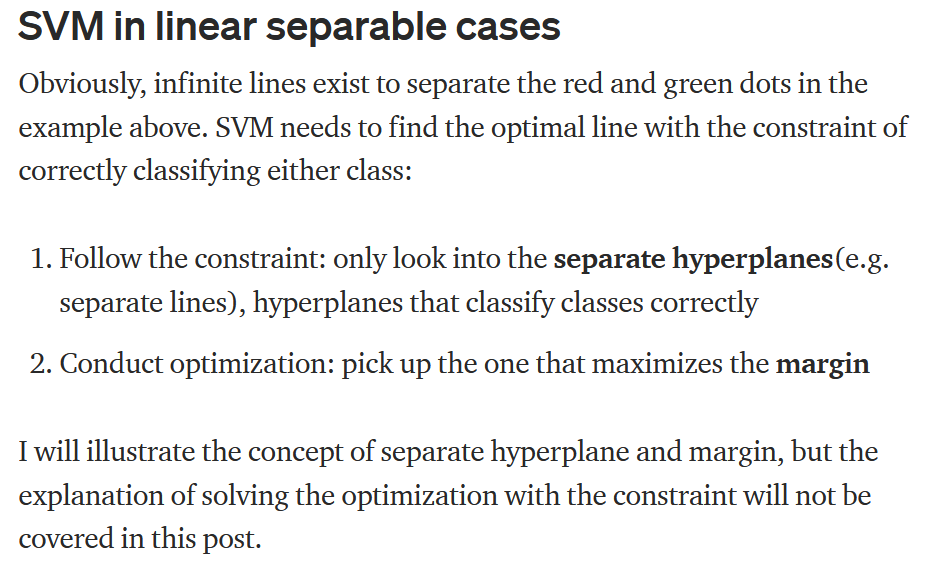 SVM in linear separable cases
Obviously, infinite lines exist to separate the red and green dots in the
example above. SVM needs to find the optimal line with the constraint of
correctly classifying either class:
1. Follow the constraint: only look into the separate hyperplanes(e.g.
separate lines), hyperplanes that classify classes correctly
2. Conduct optimization: pick up the one that maximizes the margin
I will illustrate the concept of separate hyperplane and margin, but the
explanation of solving the optimization with the constraint will not be
covered in this post.